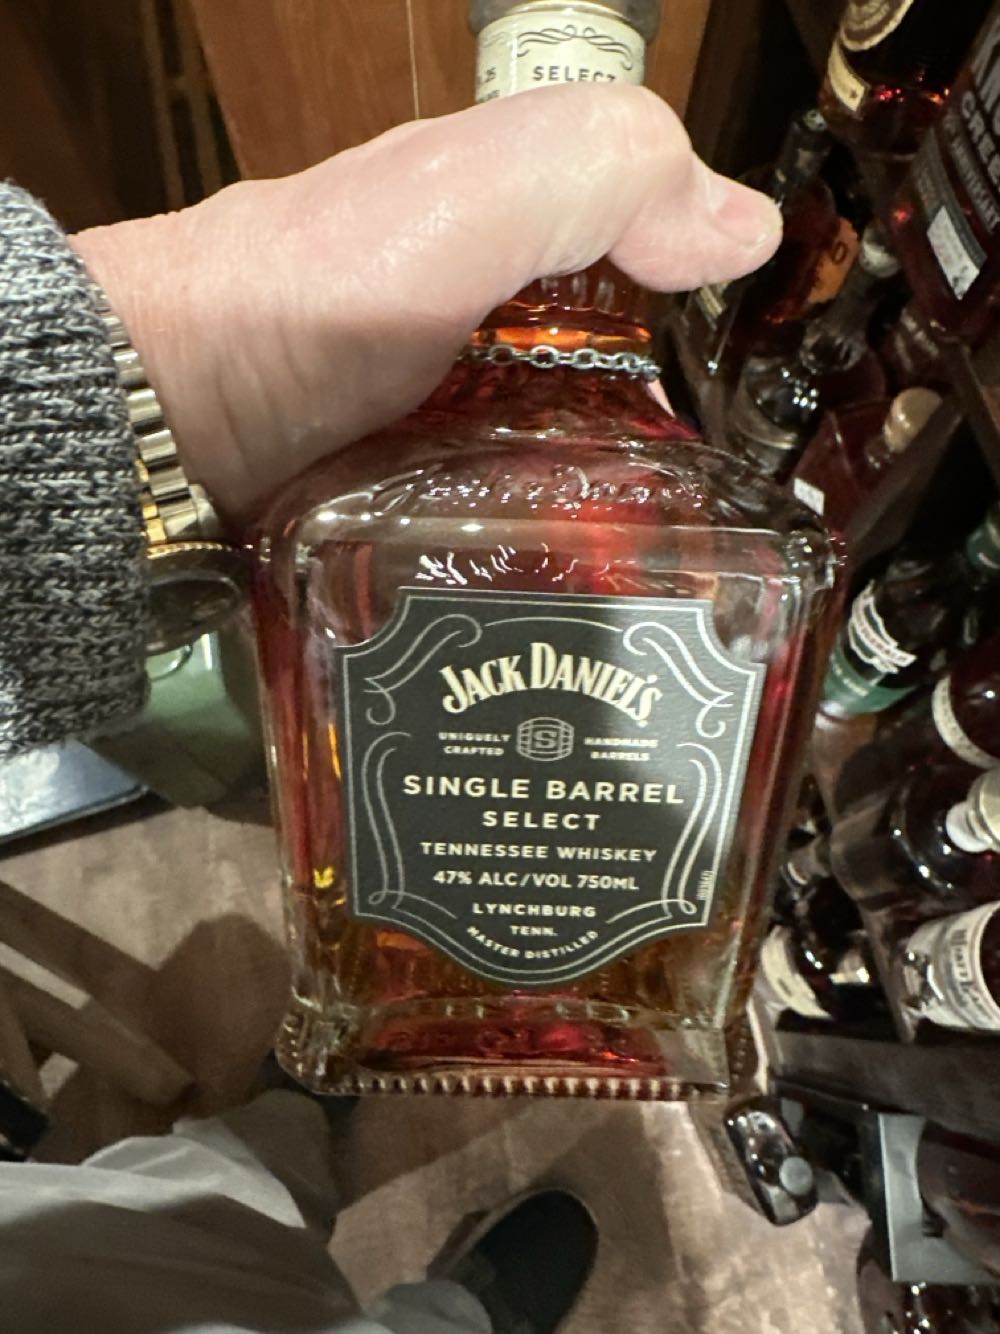 SELECT
JACK DANIEL'S
UNIQUELY CRAFTED
S
HANDMADE BARRELS
SINGLE BARREL
SELECT
TENNESSEE WHISKEY
47% ALC/VOL 750ML
LYNCHBURG
TENN.
MASTER DISTILLED